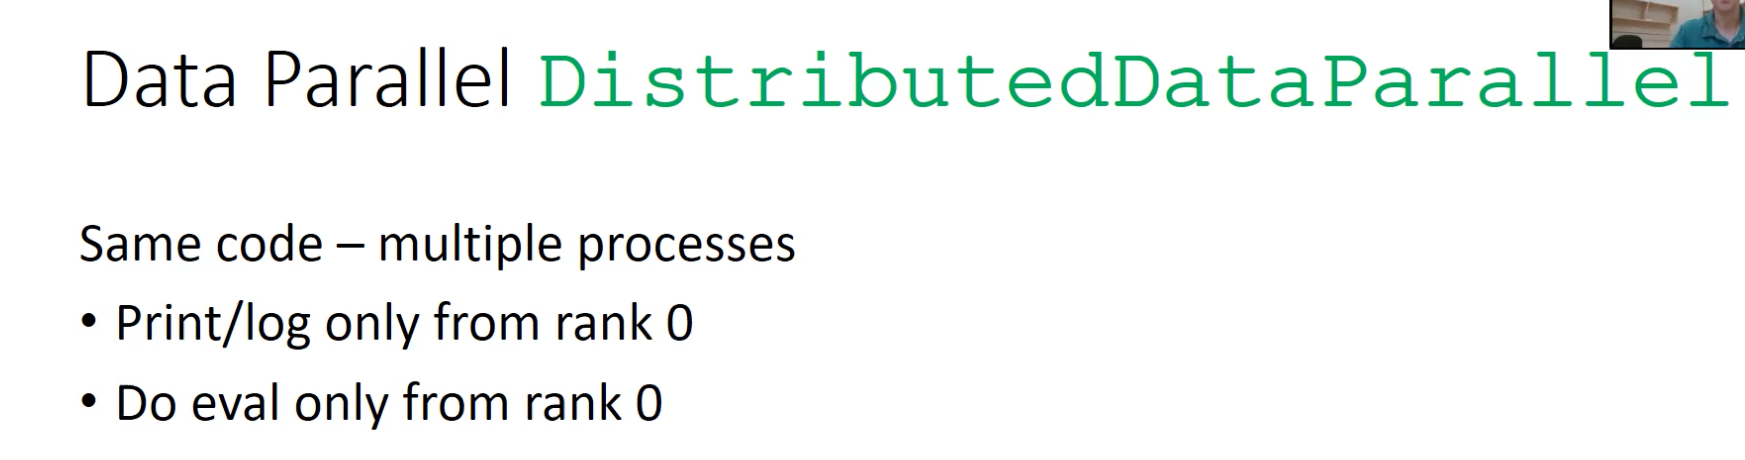 Data Parallel DistributedDataParallel
Same code – multiple processes
• Print/log only from rank 0
• Do eval only from rank 0